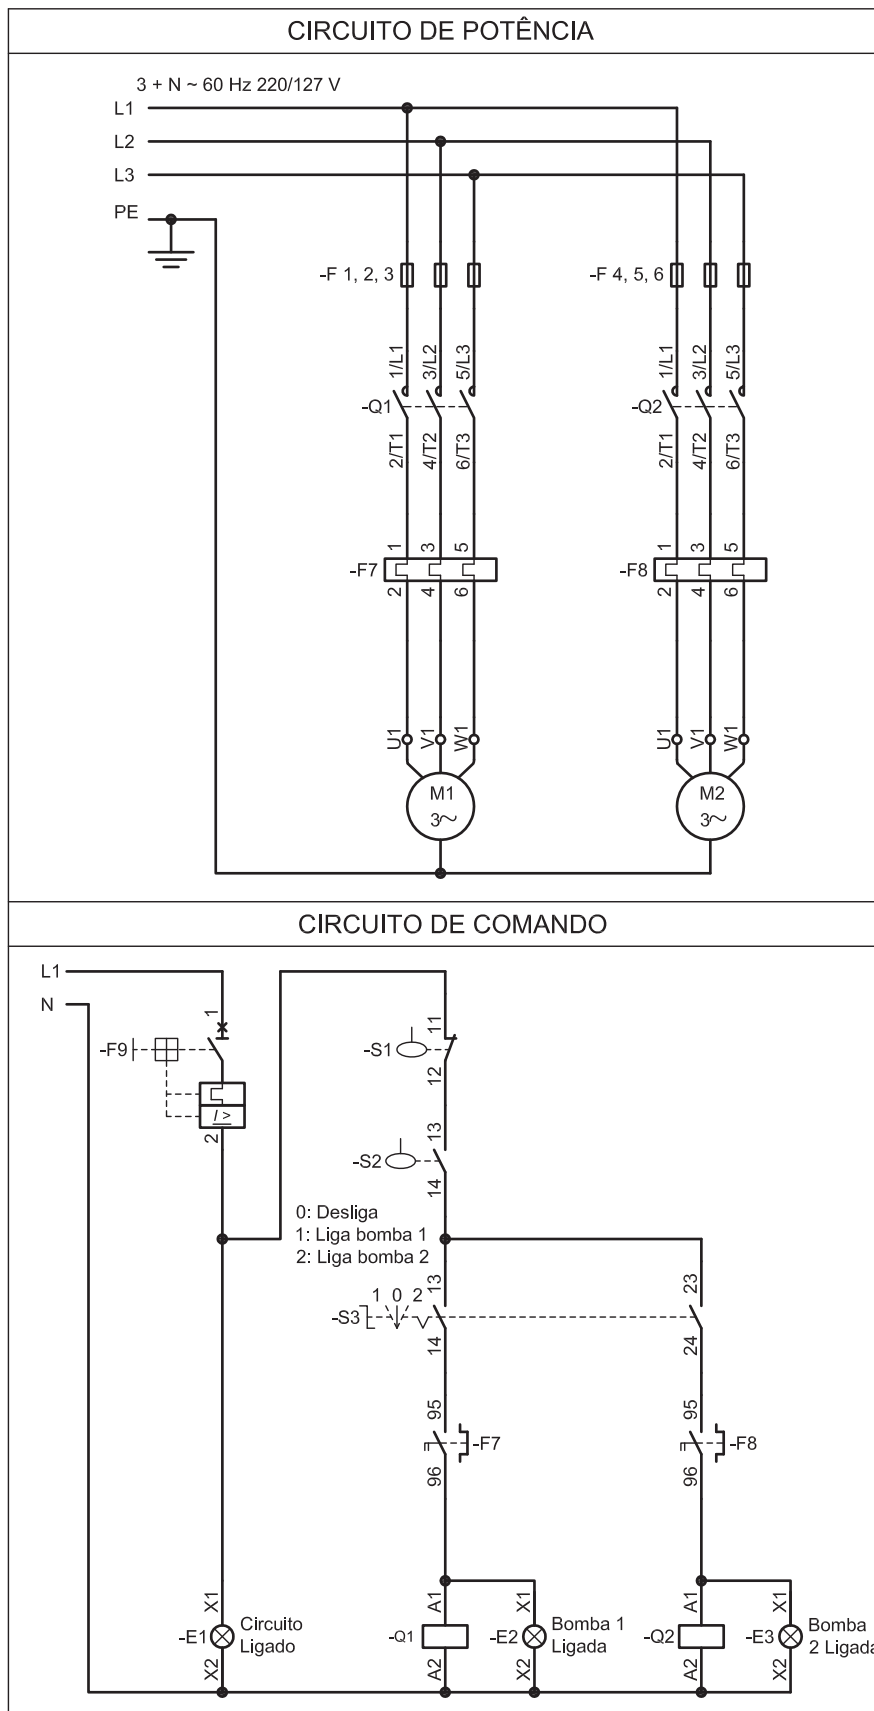 CIRCUITO DE POTÊNCIA
3 + N ~ 60 Hz 220/127 V
L1
L2
L3
PE
-F 1, 2, 3
-F 4, 5, 6
1/L1 3/L2 5/L3
1/L1 3/L2 5/L3
-Q1
-Q2
2/T1 4/T2 6/T3
2/T1 4/T2 6/T3
1 3 5
1 3 5
-F7
-F8
2 4 6
2 4 6
U1 V1 W1
U1 V1 W1
M1
3~
M2
3~
CIRCUITO DE COMANDO
L1
N
1
-F9
I >
2
11
-S1
12
13
-S2
14
0: Desliga
1: Liga bomba 1
2: Liga bomba 2
13
23
1 0 2
-S3
14
24
95
95
-F7
-F8
96
96
X1
A1
X1
A1
X1
-E1
Circuito
Ligado
-Q1
-E2
Bomba 1
Ligada
-Q2
-E3
Bomba
2 Ligada
X2
A2
X2
A2
X2